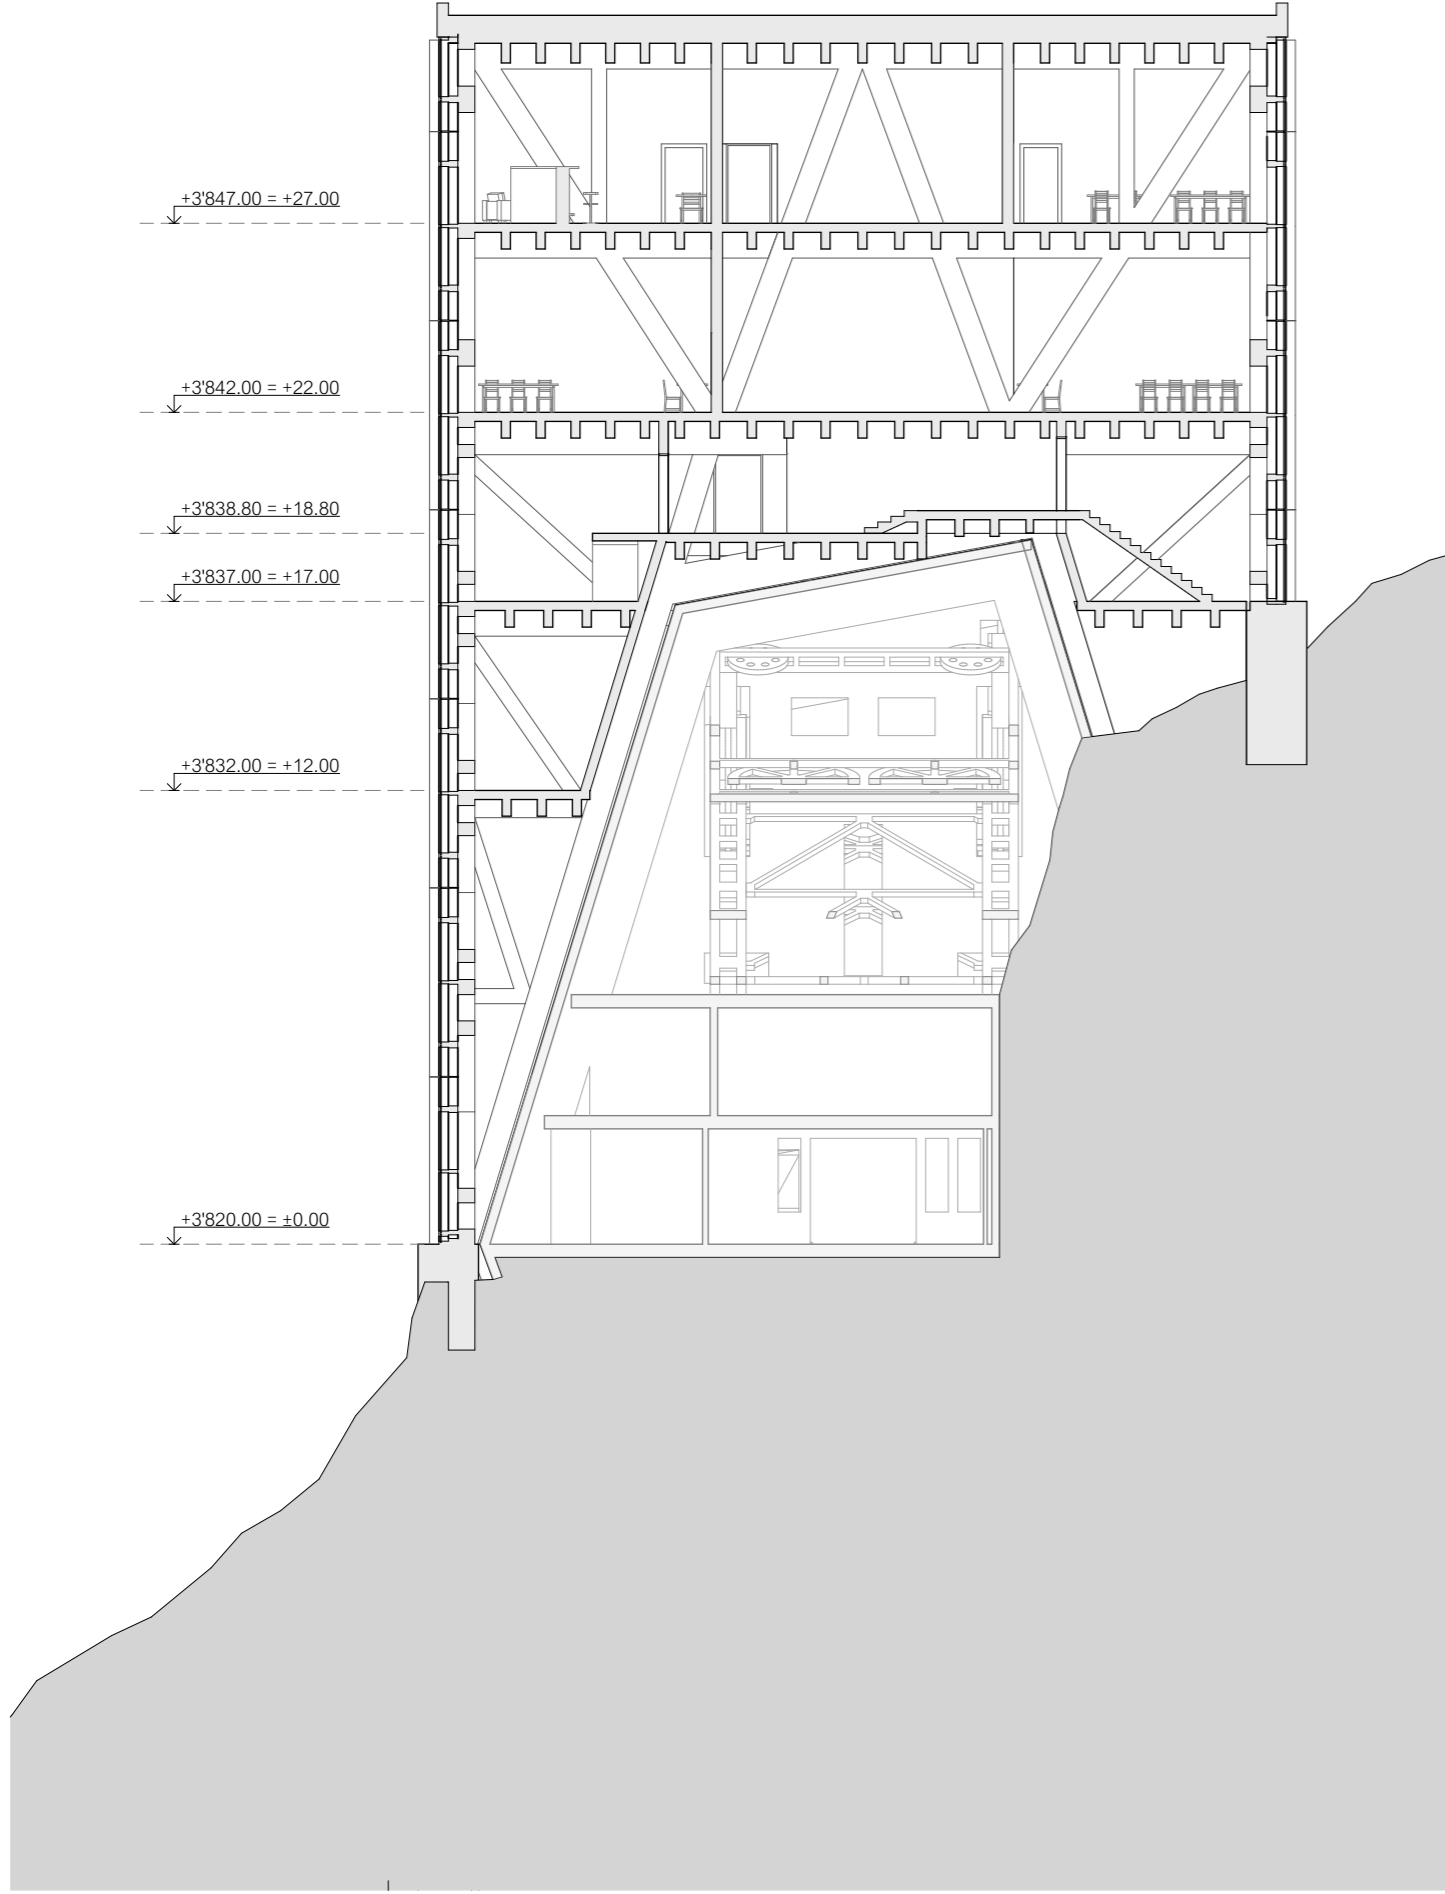 +3'847.00 = +27.00
+3'842.00 = +22.00
+3'838.80 = +18.80
+3'837.00 = +17.00
+3'832.00 = +12.00
+3'820.00 = ±0.00